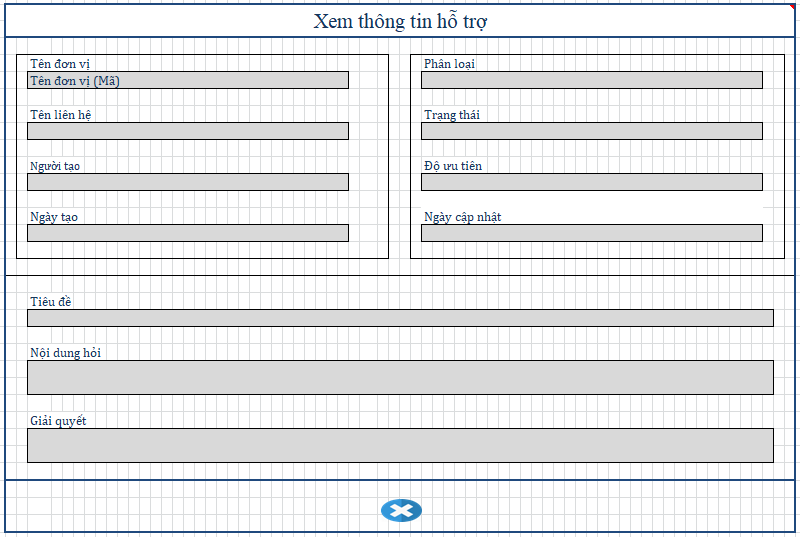 Xem thông tin hỗ trợ
Tên đơn vị
Tên đơn vị (Mã)
Tên liên hệ
Người tạo
Ngày tạo
Phân loại
Trạng thái
Độ ưu tiên
Ngày cập nhật
Tiêu đề
Nội dung hỏi
Giải quyết